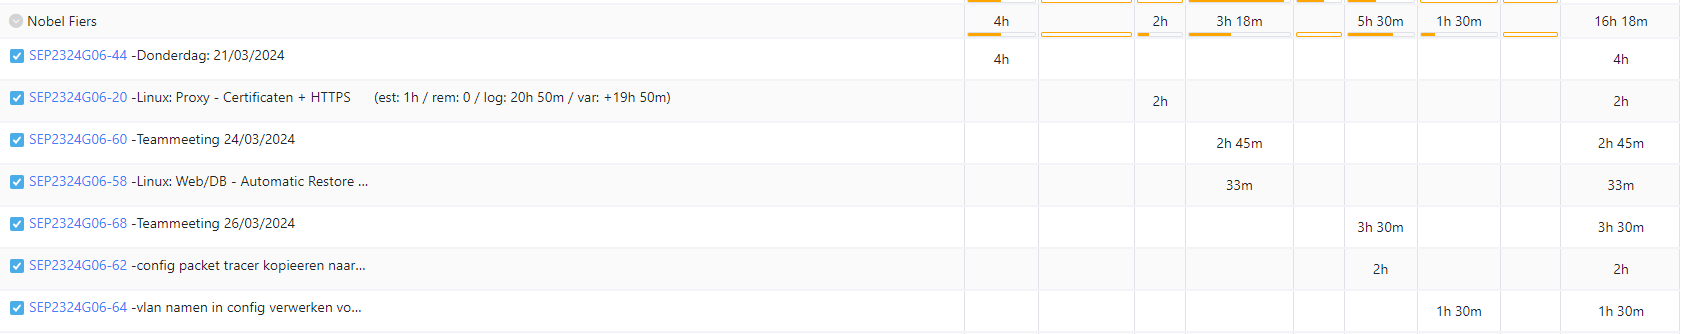 Nobel Fiers 4h 2h 3h 18m 5h 30m 1h 30m 16h 18m
SEP2324G06-44 -Donderdag: 21/03/2024 4h 4h
SEP2324G06-20 -Linux: Proxy - Certificaten + HTTPS (est: 1h / rem: 0 / log: 20h 50m / var: +19h 50m) 2h 2h
SEP2324G06-60 -Teammeeting 24/03/2024 2h 45m 2h 45m
SEP2324G06-58 -Linux: Web/DB - Automatic Restore ... 33m 33m
SEP2324G06-68 -Teammeeting 26/03/2024 3h 30m 3h 30m
SEP2324G06-62 -config packet tracer kopieeren naar... 2h 2h
SEP2324G06-64 -vlan namen in config verwerken vo... 1h 30m 1h 30m